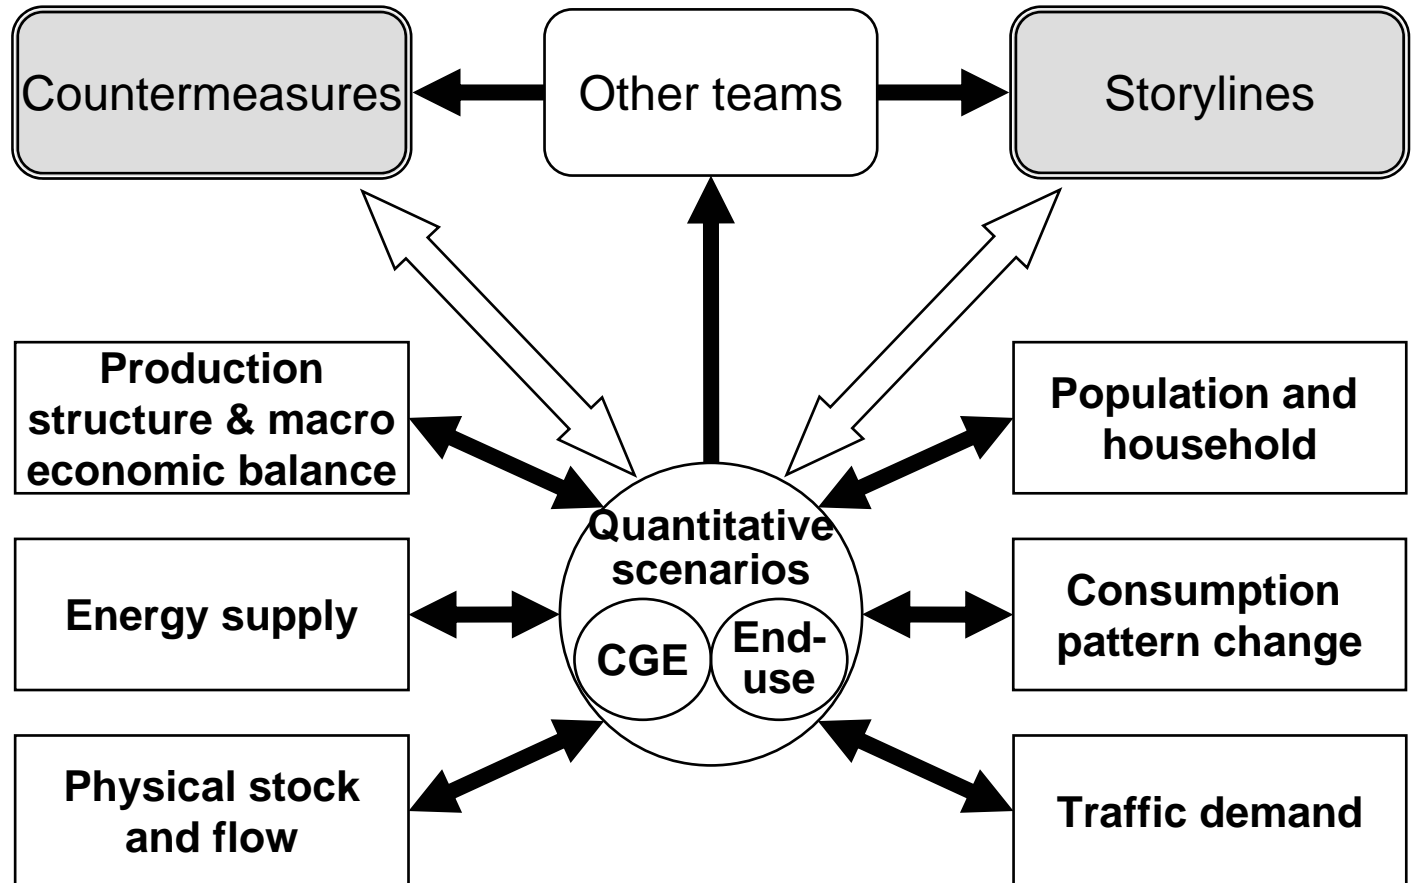 Countermeasures
Other teams
Storylines
Production
structure & macro
economic balance
Population and
household
Quantitative
scenarios
Energy supply
Consumption
pattern change
CGE
End-
use
Physical stock
and flow
Traffic demand